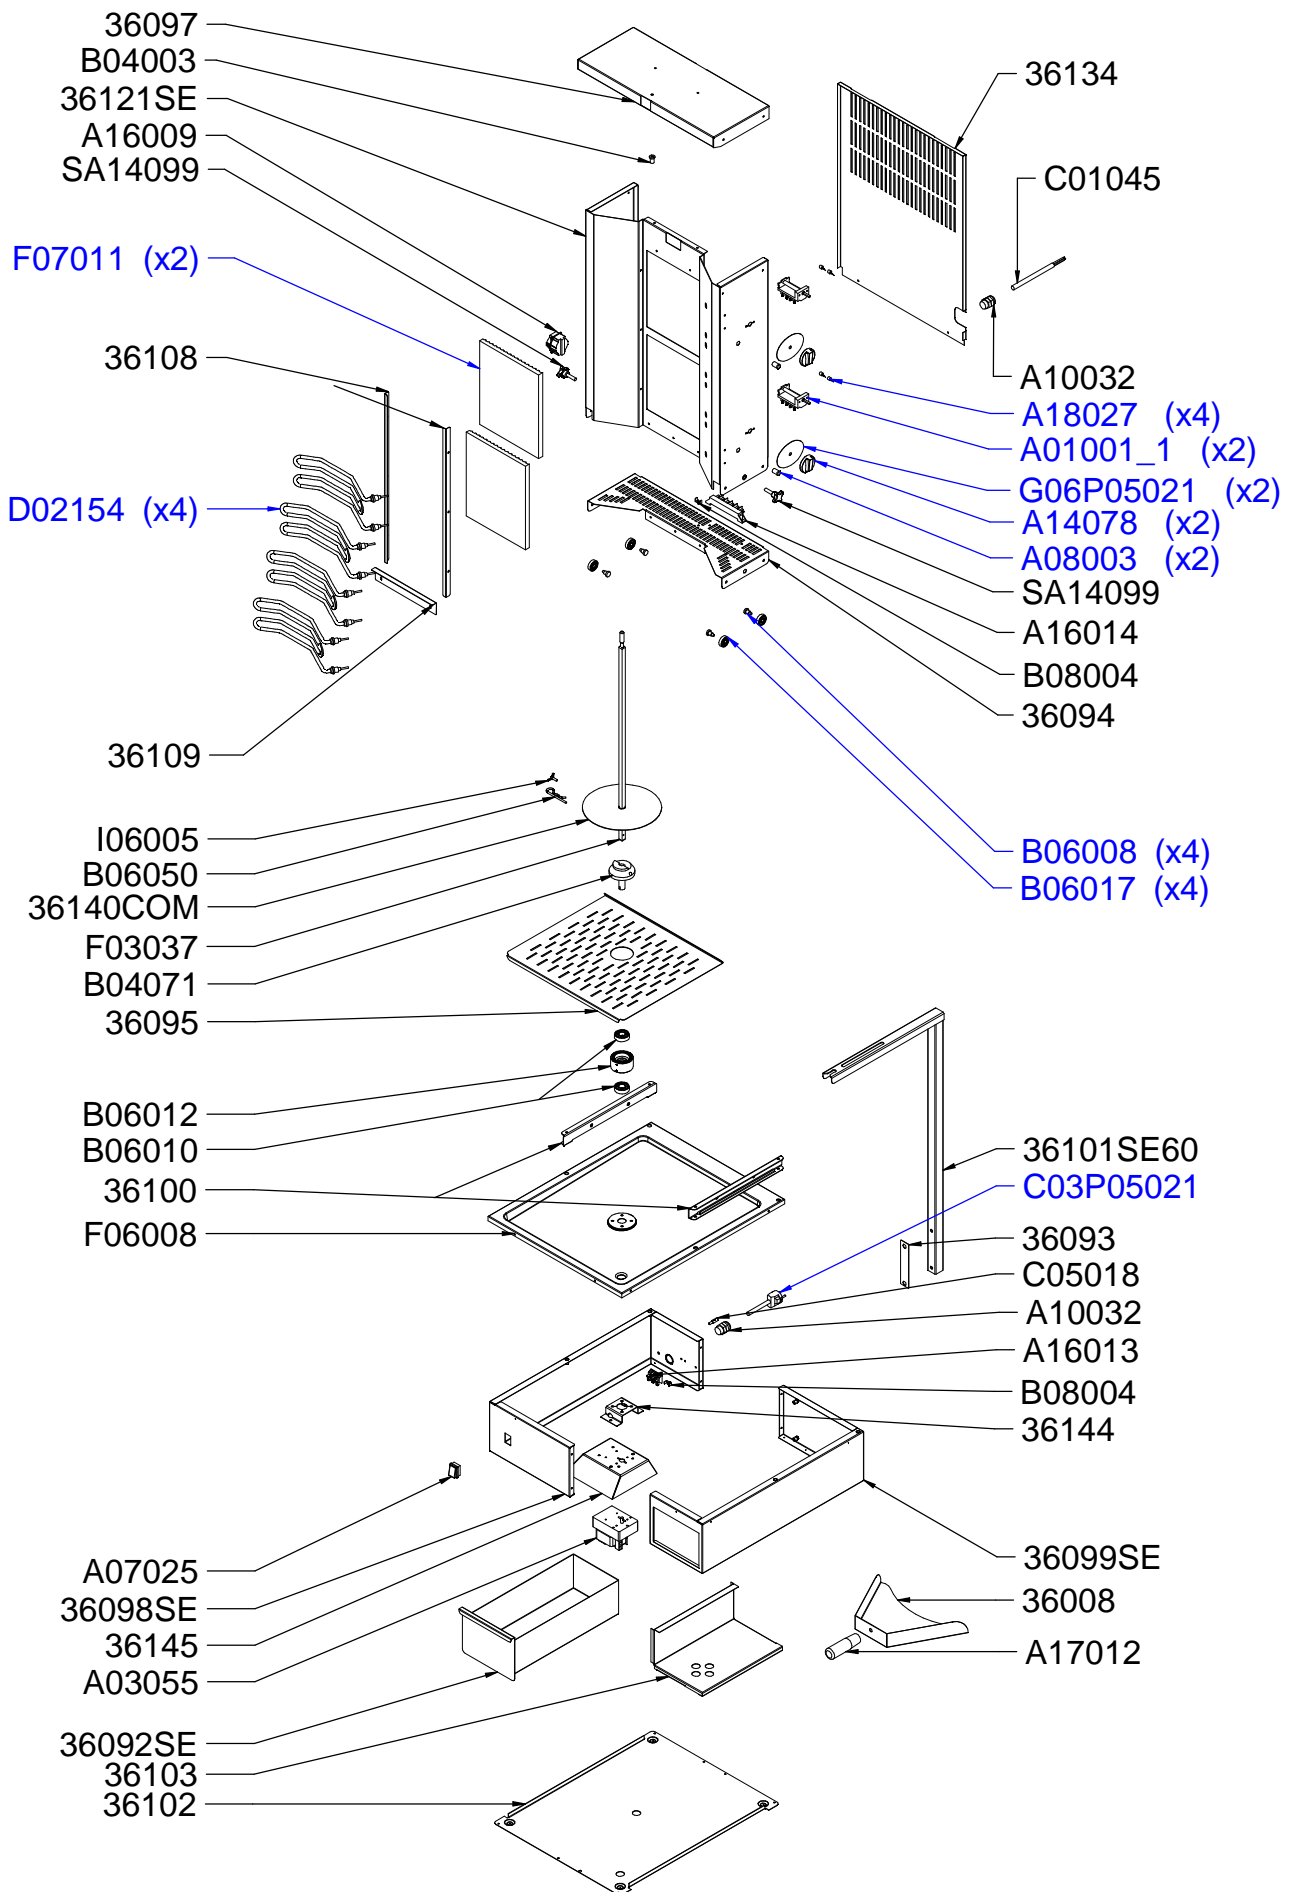 36097
B04003
36121SE
A16009
SA14099
F07011 (x2)
36108
D02154 (x4)
36109
I06005
B06050
36140COM
F03037
B04071
36095
B06012
B06010
36100
F06008
A07025
36098SE
36145
A03055
36092SE
36103
36102
36134
C01045
A10032
A18027 (x4)
A01001_1 (x2)
G06P05021 (x2)
A14078 (x2)
A08003 (x2)
SA14099
A16014
B08004
36094
B06008 (x4)
B06017 (x4)
36101SE60
C03P05021
36093
C05018
A10032
A16013
B08004
36144
36099SE
36008
A17012